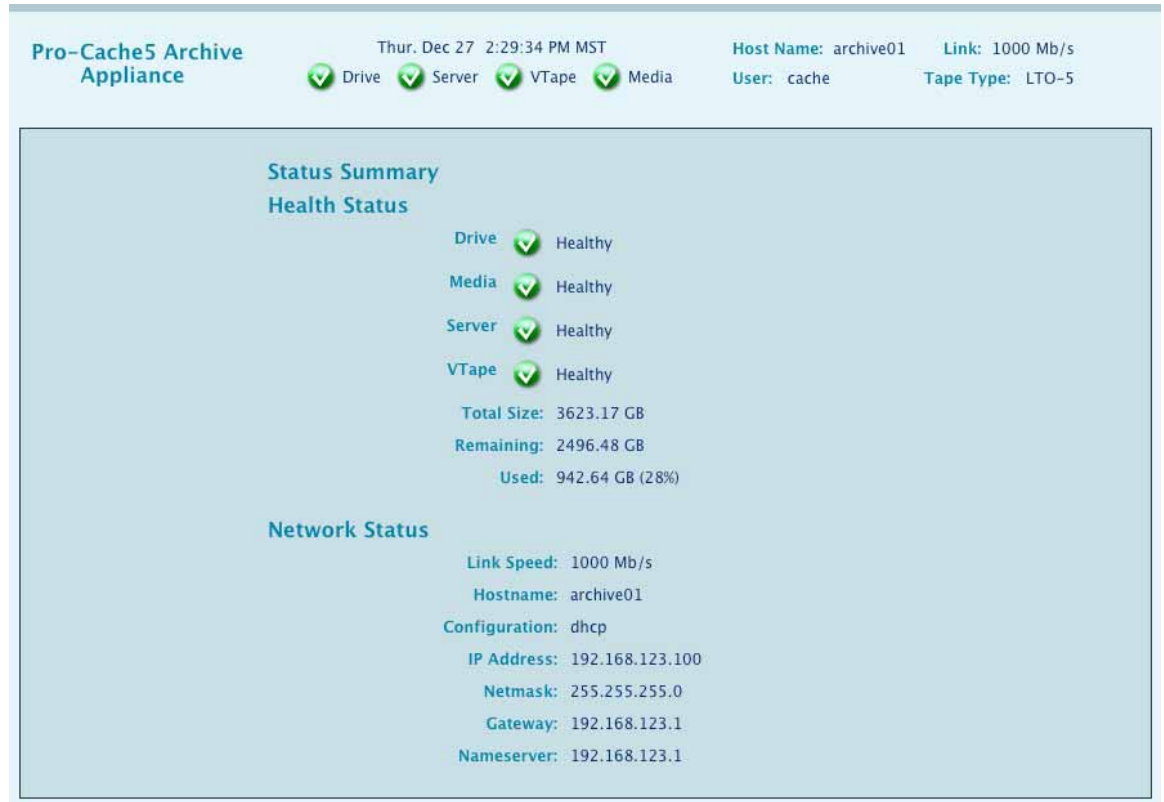 Pro-Cache5 Archive Appliance
Thur. Dec 27 2:29:34 PM MST
Drive Server VTape Media
Host Name: archive01 Link: 1000 Mb/s
User: cache Tape Type: LTO-5
Status Summary
Health Status
Drive Healthy
Media Healthy
Server Healthy
VTape Healthy
Total Size: 3623.17 GB
Remaining: 2496.48 GB
Used: 942.64 GB (28%)
Network Status
Link Speed: 1000 Mb/s
Hostname: archive01
Configuration: dhcp
IP Address: 192.168.123.100
Netmask: 255.255.255.0
Gateway: 192.168.123.1
Nameserver: 192.168.123.1